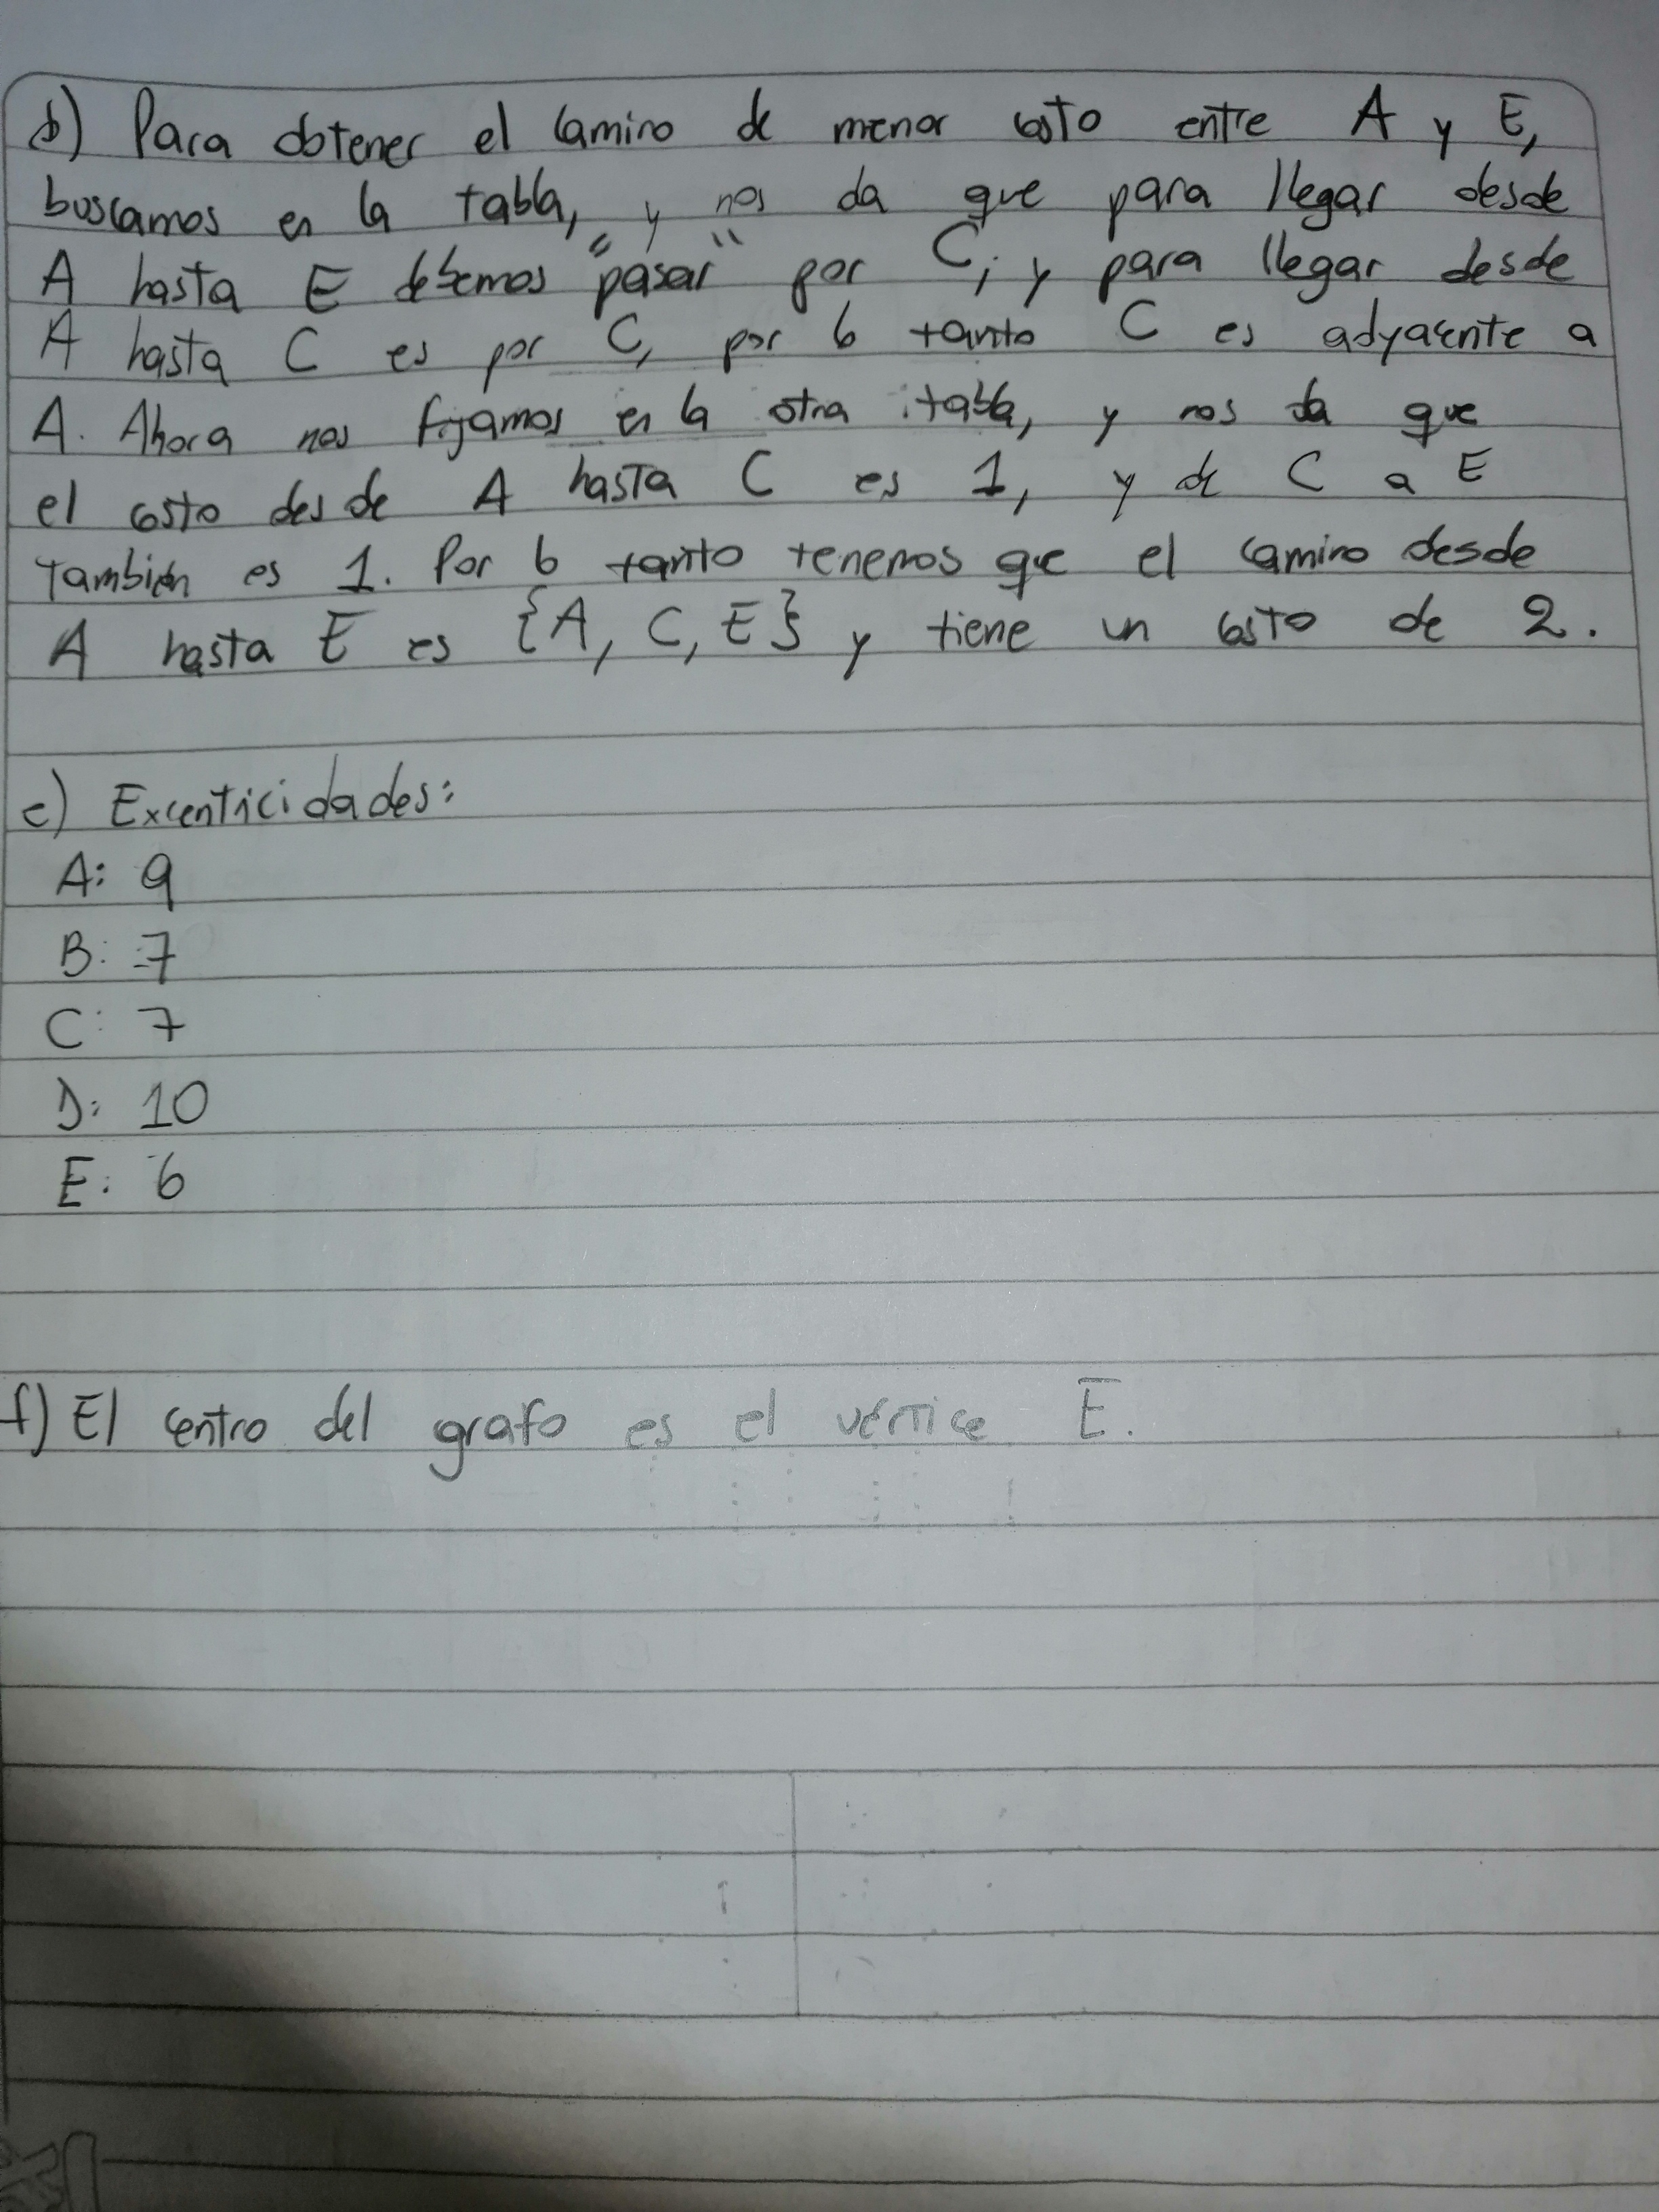 d) Para obtener el camino de menor costo entre A y E,
buscamos en la tabla, y nos da que para llegar desde
A hasta E debemos "pasar" por C, y para llegar desde
A hasta C es por C, por lo tanto C es adyacente a
A. Ahora nos fijamos en la otra tabla, y nos da que
el costo desde A hasta C es 1, y de C a E
también es 1. Por lo tanto tenemos que el camino desde
A hasta E es {A, C, E} y tiene un costo de 2.
e) Excenticidades:
A: 9
B: 7
C: 7
D: 10
E: 6
f) El centro del grafo es el vértice E.